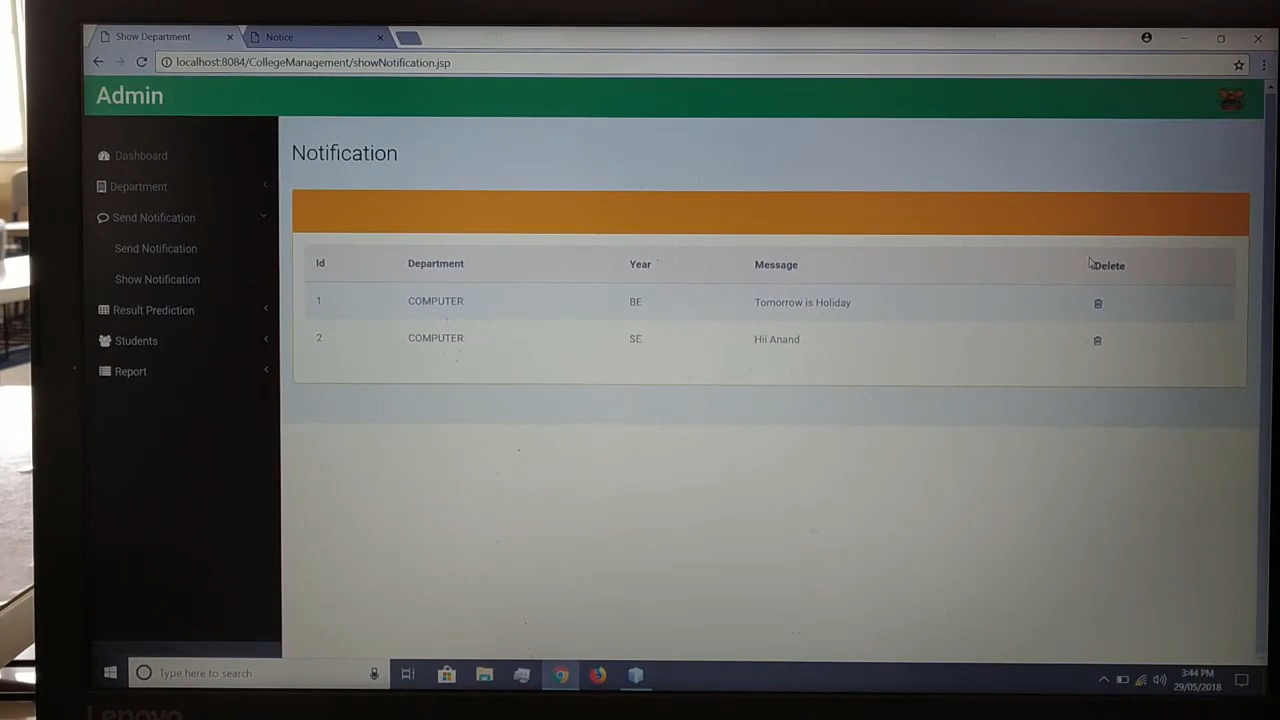 Show Department
Notice
localhost:8084/CollegeManagement/showNotification.jsp
Admin
Dashboard
Department
Send Notification
Send Notification
Show Notification
Result Prediction
Students
Report
Notification
Id Department Year Message Delete
1 COMPUTER BE Tomorrow is Holiday
2 COMPUTER SE Hii Anand
Type here to search
3:44 PM
29/05/2018
Lenovo